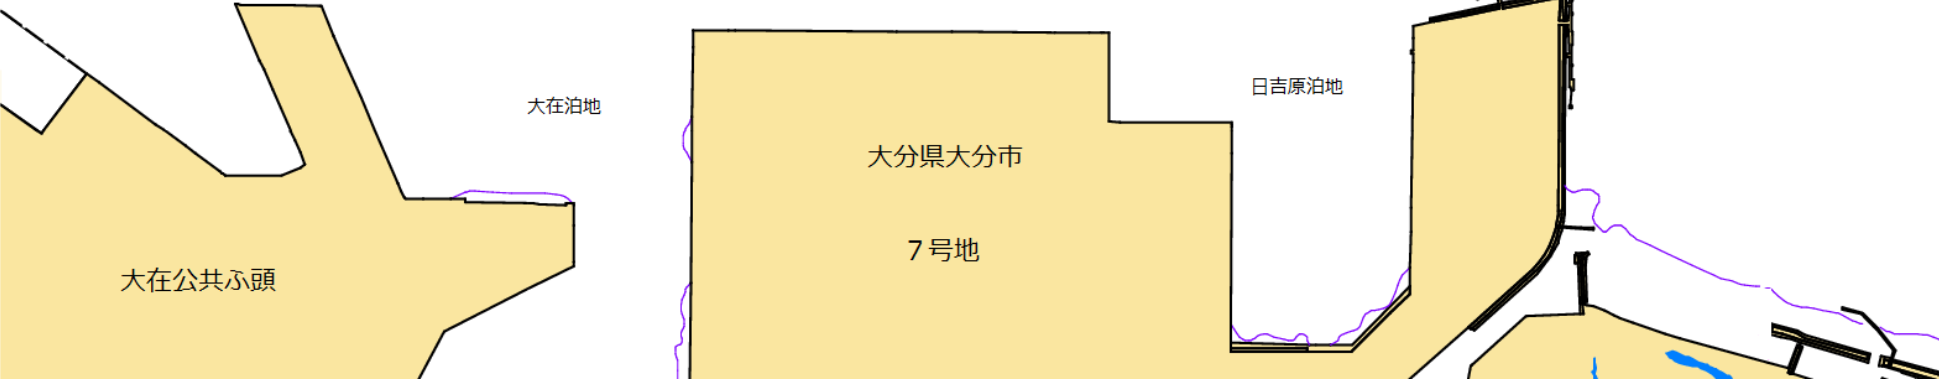 大在泊地
日吉原泊地
大分県大分市
７号地
大在公共ふ頭